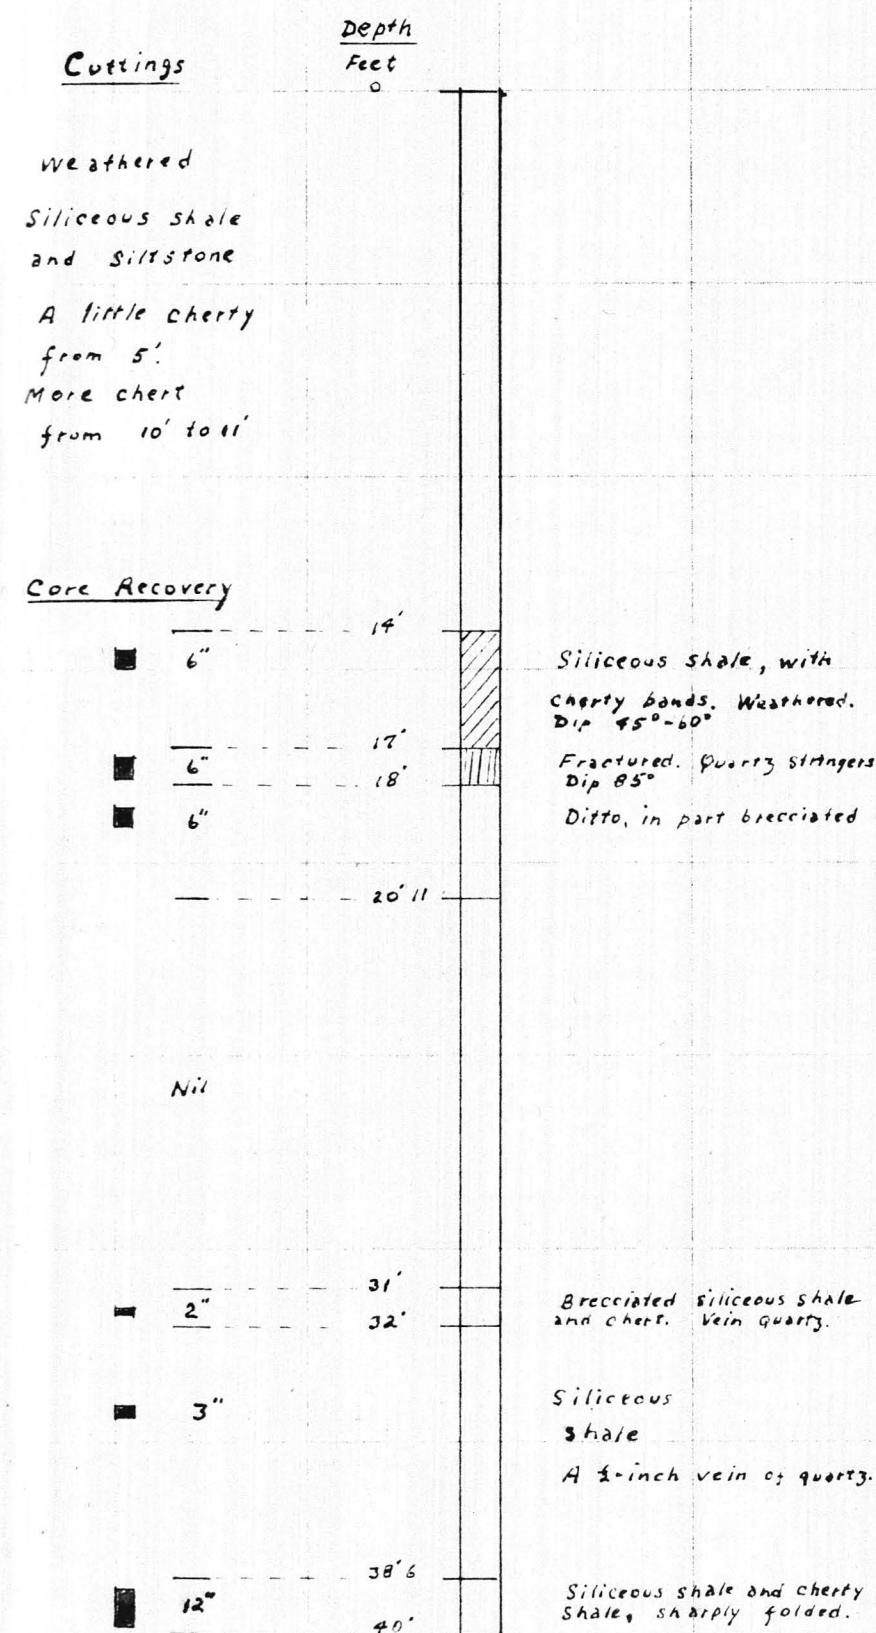 Depth
Cuttings
Feet
0
Weathered
Siliceous shale
and Siltstone
A little cherty
from 5'.
More chert
from 10' to 11'
Core Recovery
14'
6"
Siliceous shale, with
cherty bands. Weathered.
Dip 45°-60°
17'
6"
Fractured. Quartz stringers
Dip 85°
18'
6"
Ditto, in part brecciated
20' 11
Nil
31'
2"
Brecciated siliceous shale
and chert. Vein Quartz.
32'
3"
Siliceous
shale
A ½-inch vein of quartz.
38' 6
12"
Siliceous shale and cherty
Shale, sharply folded.
40'